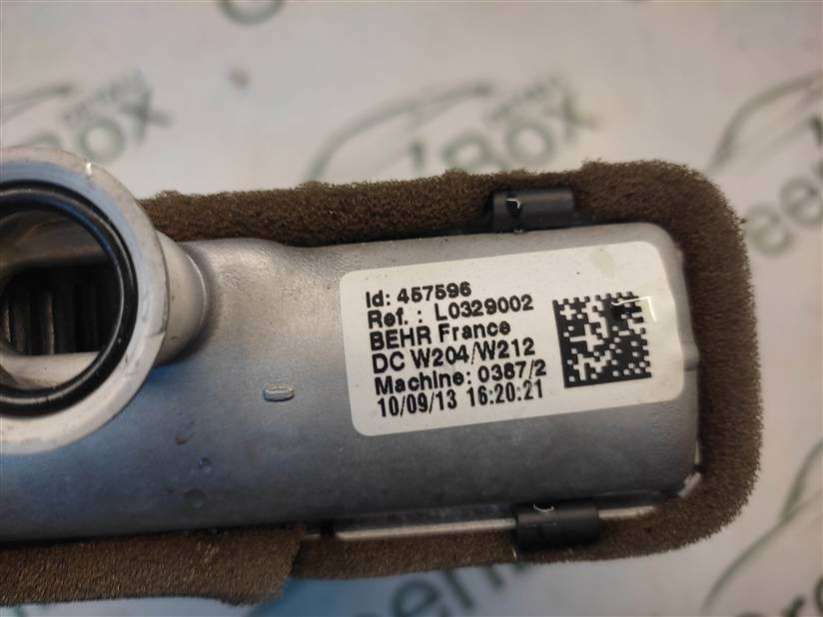 Id: 457596
Ref. : L0329002
BEHR France
DC W204/W212
Machine: 0387/2
10/09/13 16:20:21